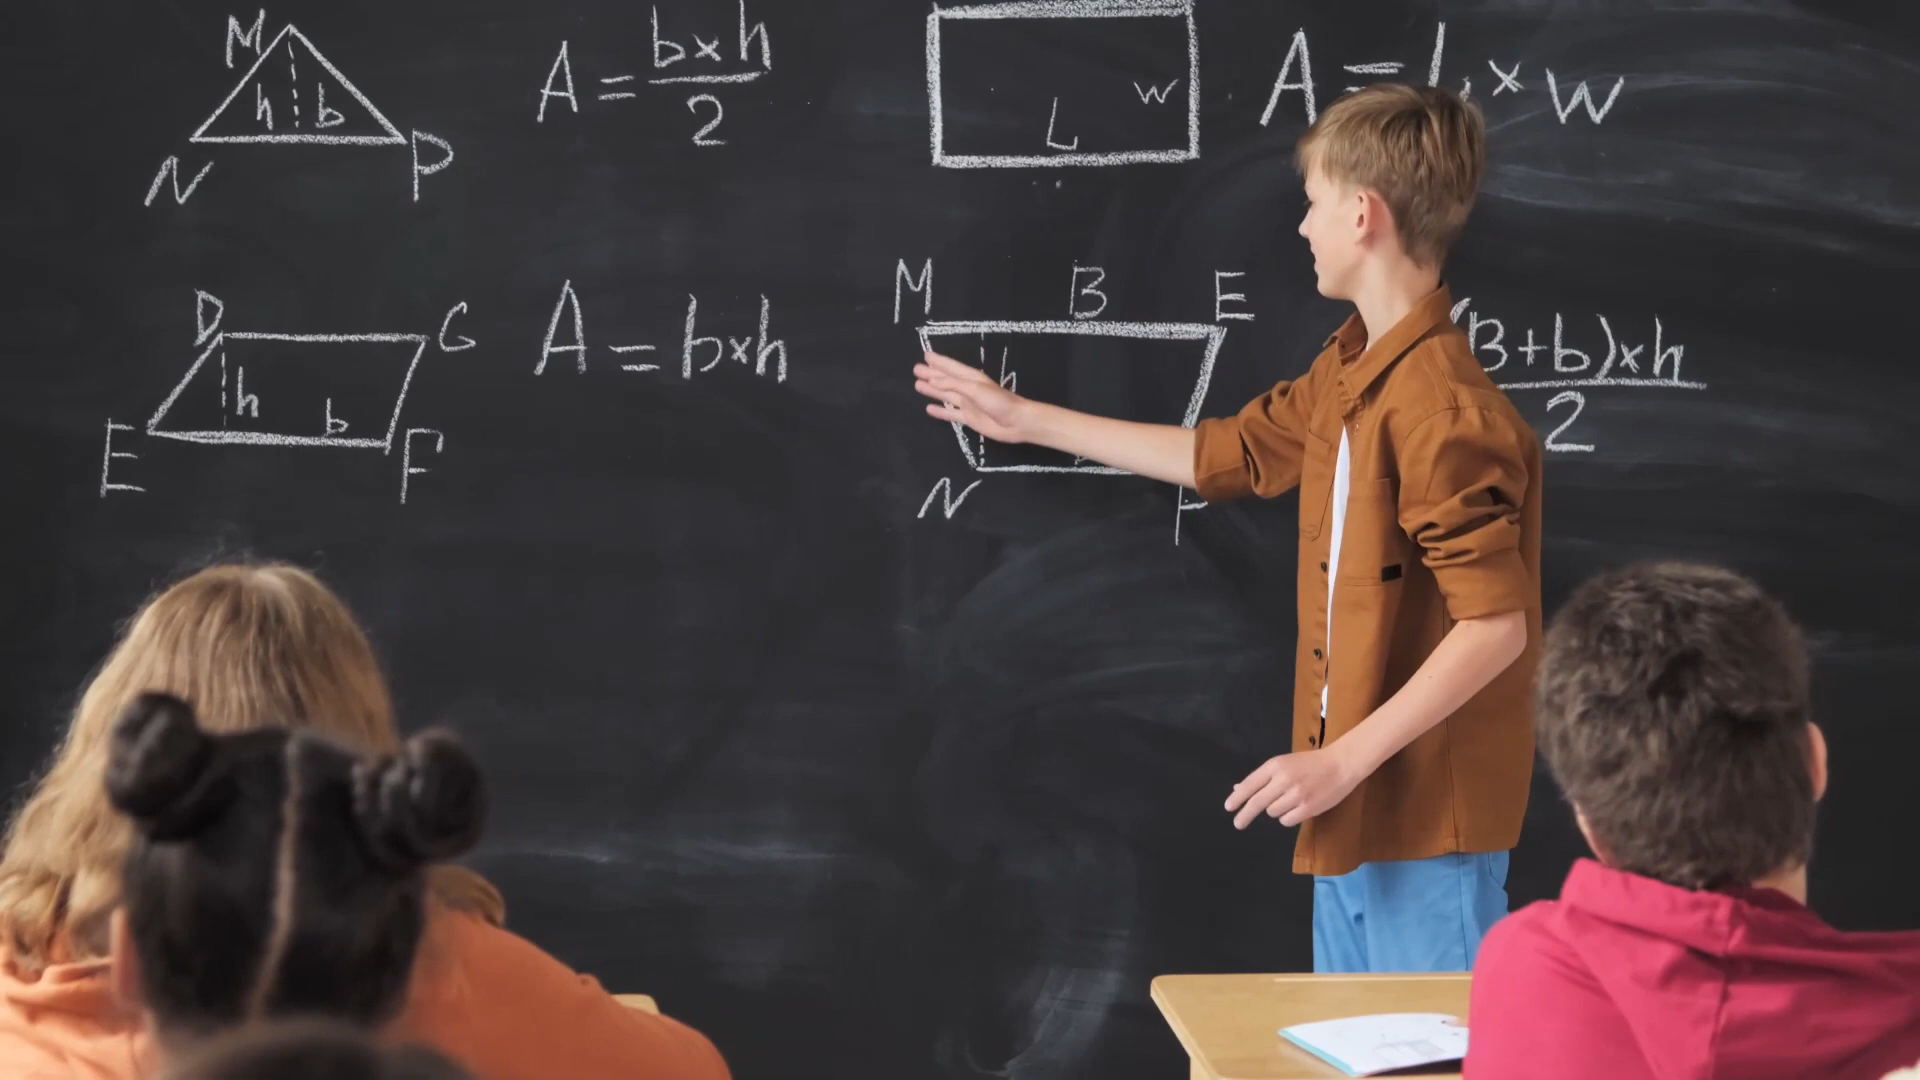 M
h b
N P
A = b×h/2
W
L
A = L × W
D G
h
b
E F
A = b×h
M B E
h
N
B+b)×h
2